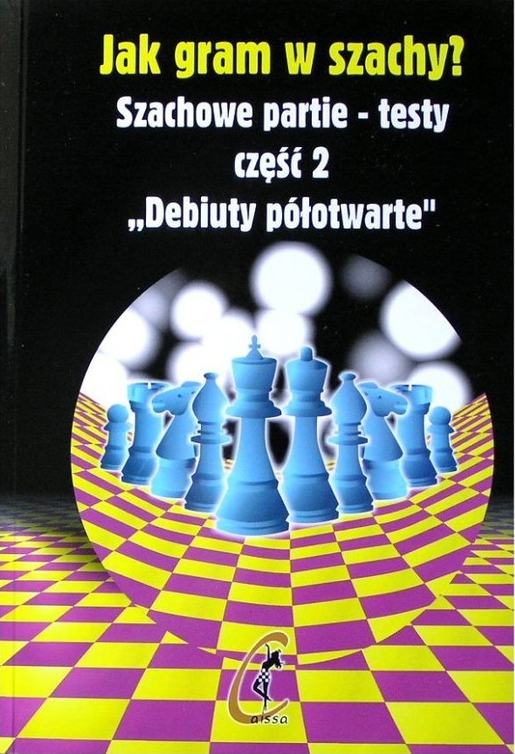 Jak gram w szachy?
Szachowe partie - testy
część 2
„Debiuty półotwarte"
Caissa